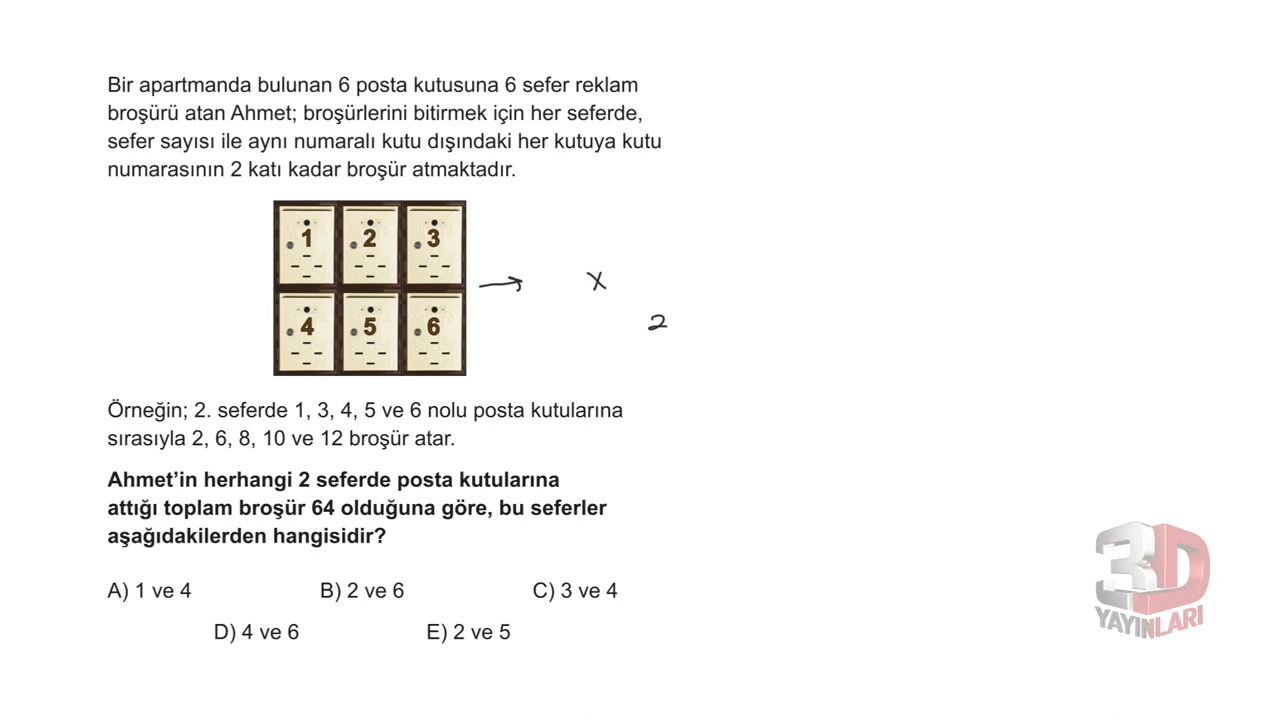 Bir apartmanda bulunan 6 posta kutusuna 6 sefer reklam
broşürü atan Ahmet; broşürlerini bitirmek için her seferde,
sefer sayısı ile aynı numaralı kutu dışındaki her kutuya kutu
numarasının 2 katı kadar broşür atmaktadır.
1 2 3
4 5 6
x
2
Örneğin; 2. seferde 1, 3, 4, 5 ve 6 nolu posta kutularına
sırasıyla 2, 6, 8, 10 ve 12 broşür atar.
Ahmet’in herhangi 2 seferde posta kutularına
attığı toplam broşür 64 olduğuna göre, bu seferler
aşağıdakilerden hangisidir?
A) 1 ve 4 B) 2 ve 6 C) 3 ve 4
D) 4 ve 6 E) 2 ve 5
3D
YAYINLARI